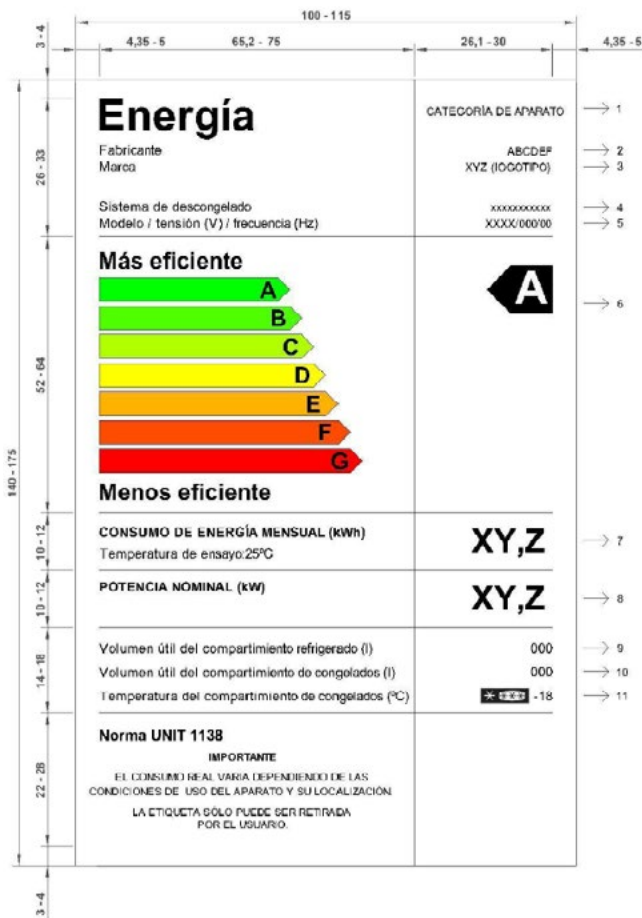 100 - 115
3 - 4
4,35 - 5
65,2 - 75
26,1 - 30
4,35 - 5
Energía
CATEGORÍA DE APARATO
1
Fabricante
ABCDEF
2
Marca
XYZ (lOGOTIPO)
3
26 - 33
Sistema de descongelado
xxxxxxxxxxx
4
Modelo / tensión (V) / frecuencia (Hz)
XXXX/000/00
5
Más eficiente
A
A
6
B
C
D
E
F
G
52 - 64
140 - 175
Menos eficiente
10 - 12
CONSUMO DE ENERGÍA MENSUAL (kWh)
Temperatura de ensayo:25ºC
XY,Z
7
10 - 12
POTENCIA NOMINAL (kW)
XY,Z
8
14 - 18
Volumen útil del compartimiento refrigerado (l)
000
9
Volumen útil del compartimiento de congelados (l)
000
10
Temperatura del compartimiento de congelados (ºC)
-18
11
22 - 28
Norma UNIT 1138
IMPORTANTE
EL CONSUMO REAL VARIA DEPENDIENDO DE LAS
CONDICIONES DE USO DEL APARATO Y SU LOCALIZACIÓN.
LA ETIQUETA SÓLO PUEDE SER RETIRADA
POR EL USUARIO.
3 - 4